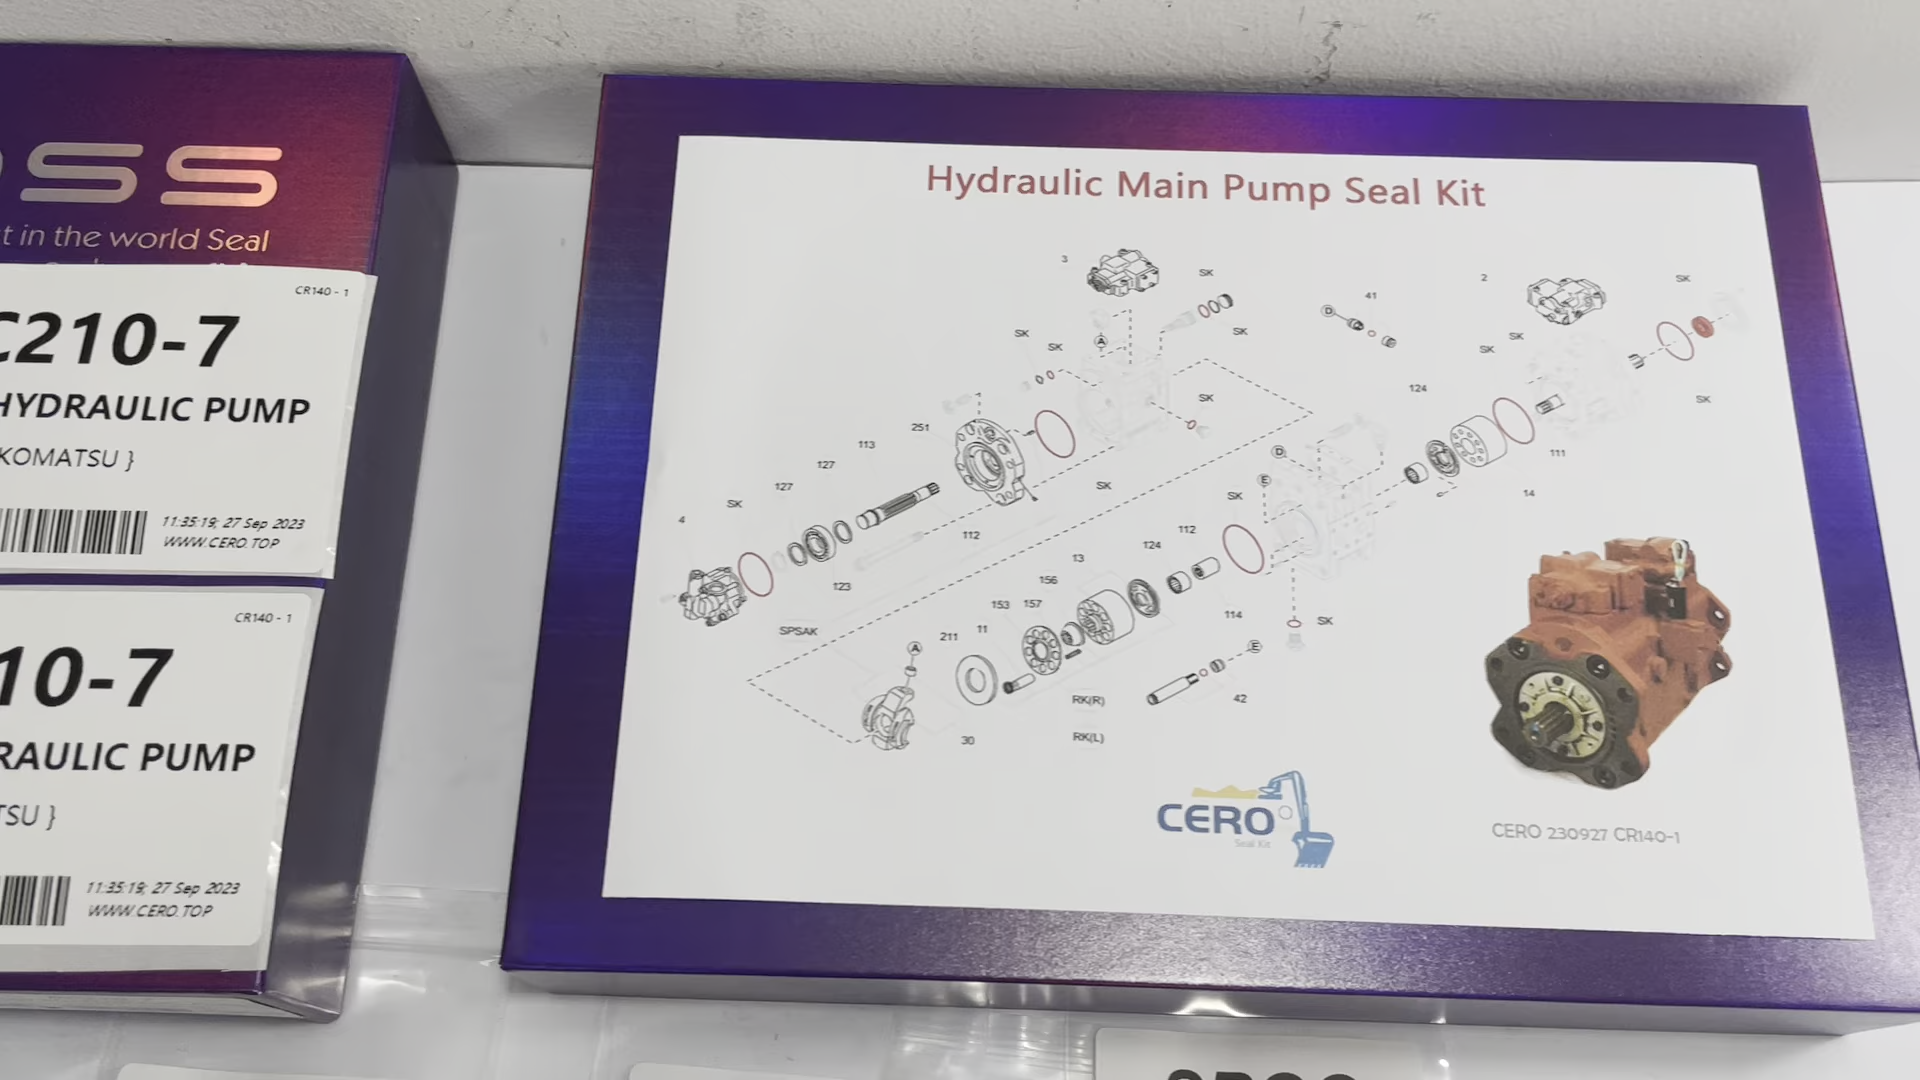 OSS
t in the world Seal
CR140 - 1
C210-7
HYDRAULIC PUMP
KOMATSU }
11:35:19; 27 Sep 2023
WWW.CERO.TOP
CR140 - 1
10-7
RAULIC PUMP
TSU }
11:35:19; 27 Sep 2023
WWW.CERO.TOP
Hydraulic Main Pump Seal Kit
3
SK
2
SK
41
D
SK
SK
A
SK
SK
SK
SK
124
SK
SK
251
113
127
127
SK
4
D
111
E
SK
SK
14
112
112
124
13
123
156
153
157
SPSAK
211
11
114
SK
A
E
RK(R)
42
30
RK(L)
CERO
Seal Kit
CERO 230927 CR140-1